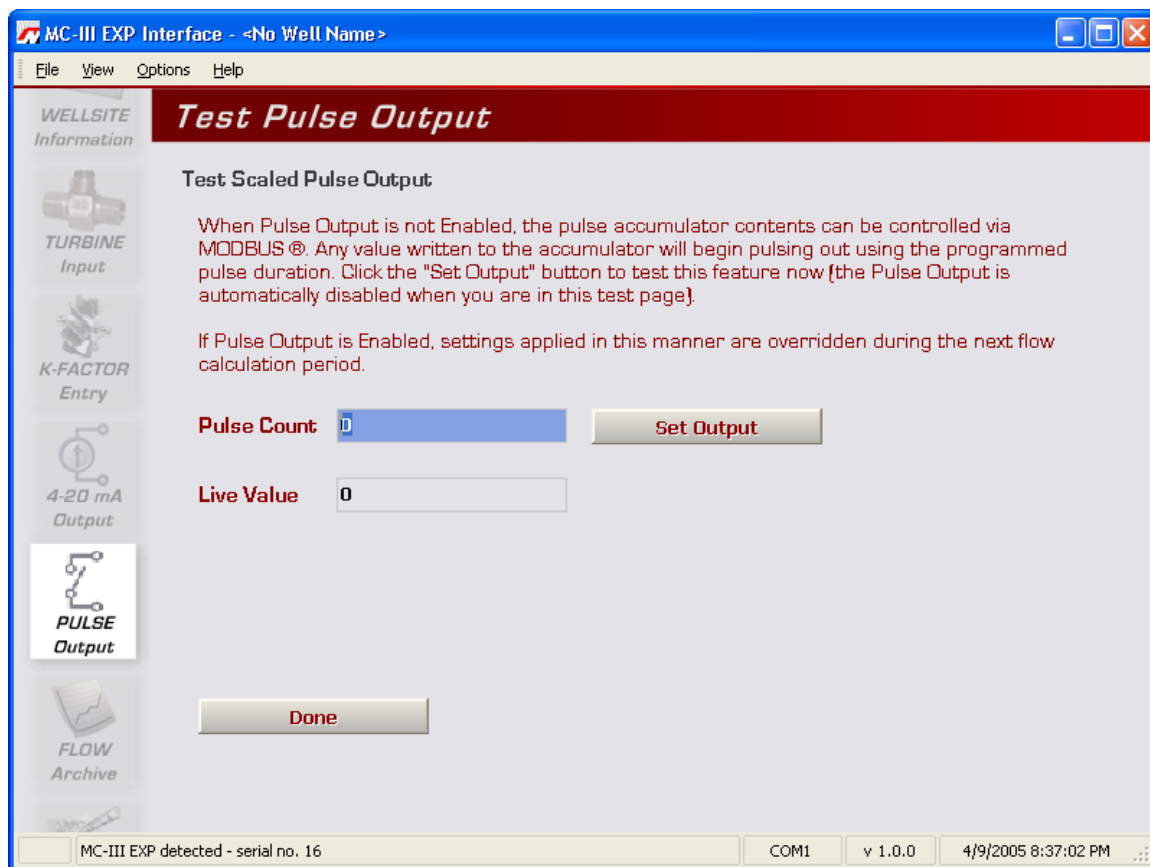 MC-III EXP Interface - <No Well Name>
File View Options Help
WELLSITE
Information
TURBINE
Input
K-FACTOR
Entry
4-20 mA
Output
PULSE
Output
FLOW
Archive
Test Pulse Output
Test Scaled Pulse Output
When Pulse Output is not Enabled, the pulse accumulator contents can be controlled via
MODBUS ®. Any value written to the accumulator will begin pulsing out using the programmed
pulse duration. Click the "Set Output" button to test this feature now (the Pulse Output is
automatically disabled when you are in this test page).
If Pulse Output is Enabled, settings applied in this manner are overridden during the next flow
calculation period.
Pulse Count 0 Set Output
Live Value 0
Done
MC-III EXP detected - serial no. 16 COM1 v 1.0.0 4/9/2005 8:37:02 PM